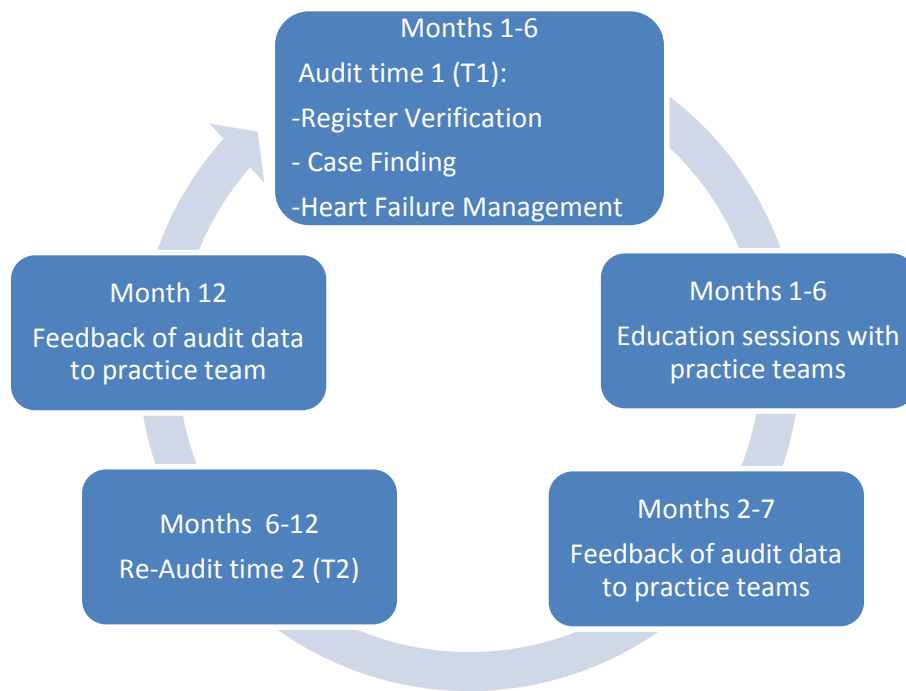 Months 1-6
Audit time 1 (T1):
-Register Verification
- Case Finding
-Heart Failure Management
Months 1-6
Education sessions with
practice teams
Months 2-7
Feedback of audit data
to practice teams
Months 6-12
Re-Audit time 2 (T2)
Month 12
Feedback of audit data
to practice team